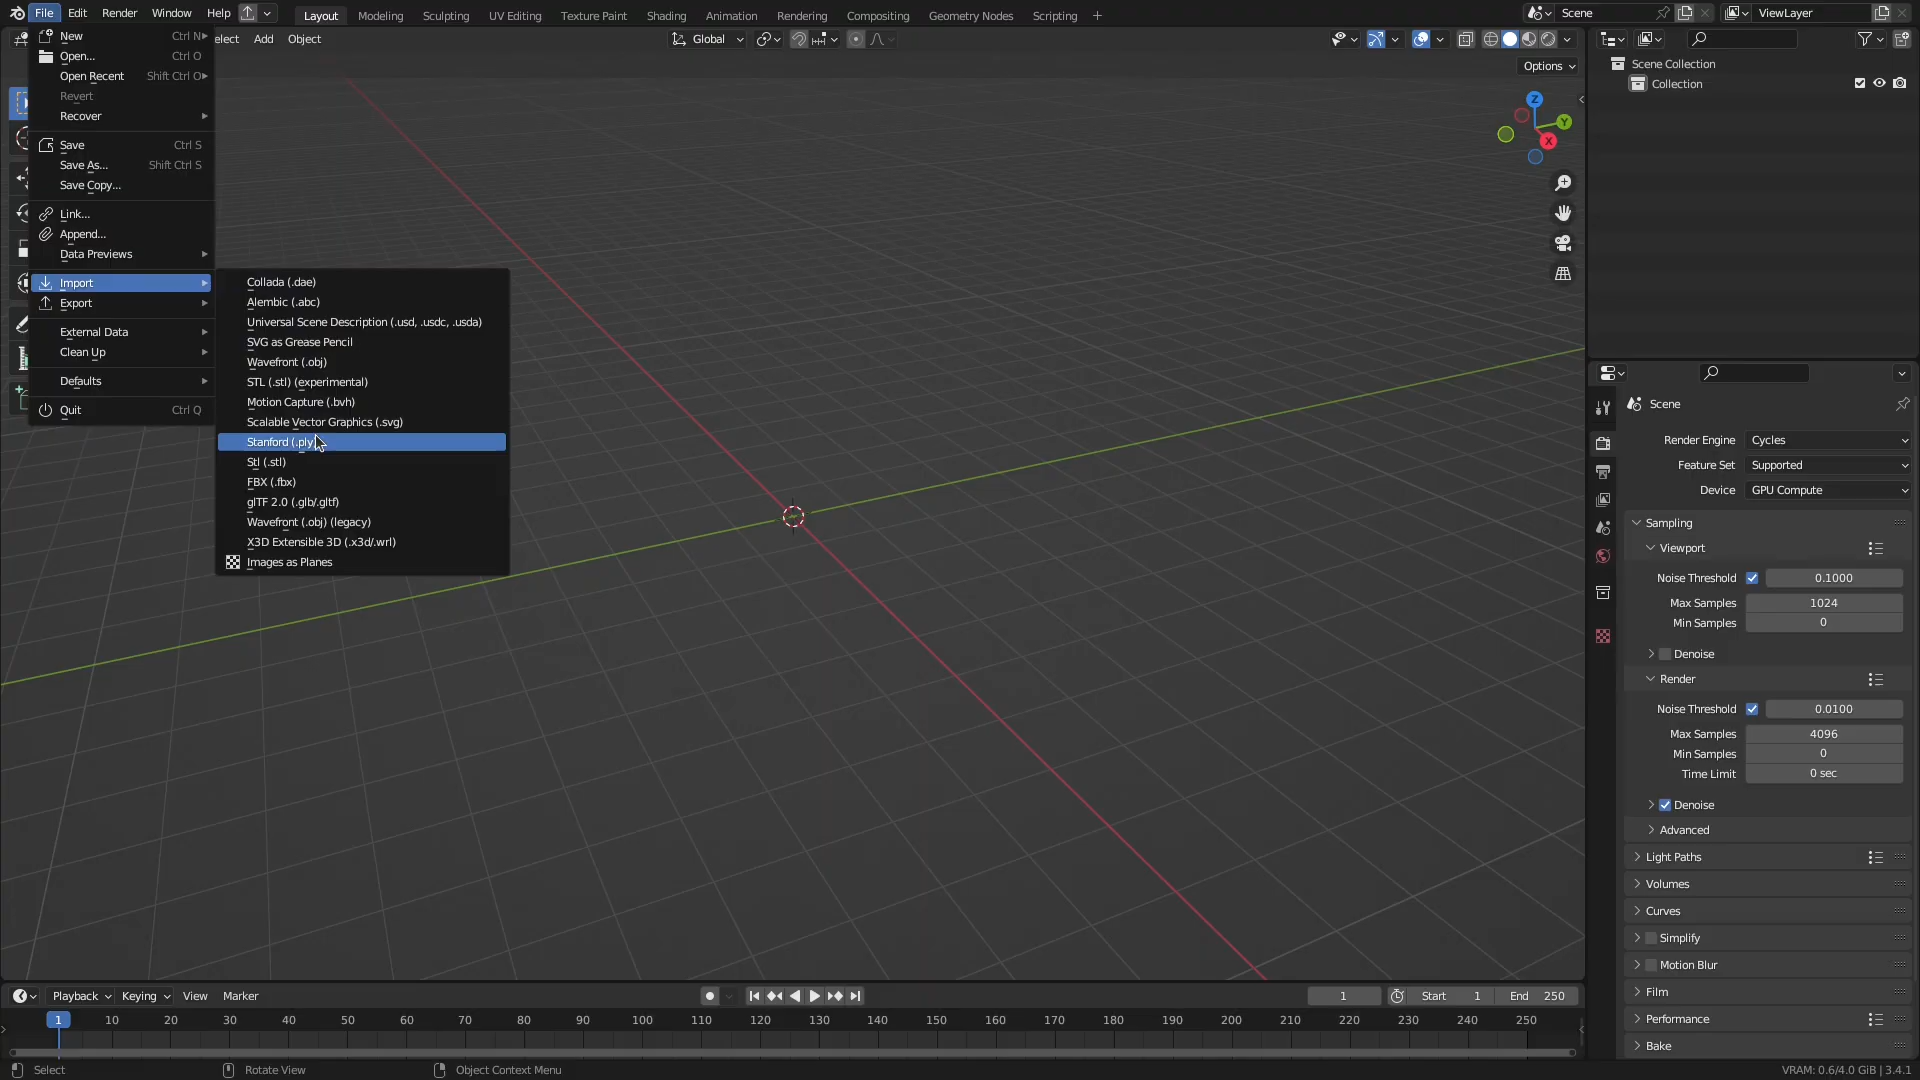 File Edit Render Window Help Layout Modeling Sculpting UV Editing Texture Paint Shading Animation Rendering Compositing Geometry Nodes Scripting + Scene ViewLayer
elect Add Object Global
Options
New Ctrl N
Open... Ctrl O
Open Recent Shift Ctrl O
Revert
Recover
Save Ctrl S
Save As... Shift Ctrl S
Save Copy...
Link...
Append...
Data Previews
Import
Export
External Data
Clean Up
Defaults
Quit Ctrl Q
Collada (.dae)
Alembic (.abc)
Universal Scene Description (.usd, .usdc, .usda)
SVG as Grease Pencil
Wavefront (.obj)
STL (.stl) (experimental)
Motion Capture (.bvh)
Scalable Vector Graphics (.svg)
Stanford (.ply)
Stl (.stl)
FBX (.fbx)
glTF 2.0 (.glb/.gltf)
Wavefront (.obj) (legacy)
X3D Extensible 3D (.x3d/.wrl)
Images as Planes
Z
Y
X
Scene Collection
Collection
Scene
Render Engine Cycles
Feature Set Supported
Device GPU Compute
Sampling
Viewport
Noise Threshold 0.1000
Max Samples 1024
Min Samples 0
Denoise
Render
Noise Threshold 0.0100
Max Samples 4096
Min Samples 0
Time Limit 0 sec
Denoise
Advanced
Light Paths
Volumes
Curves
Simplify
Motion Blur
Film
Performance
Bake
Playback Keying View Marker 1 Start 1 End 250
1 10 20 30 40 50 60 70 80 90 100 110 120 130 140 150 160 170 180 190 200 210 220 230 240 250
Select Rotate View Object Context Menu VRAM: 0.6/4.0 GiB | 3.4.1